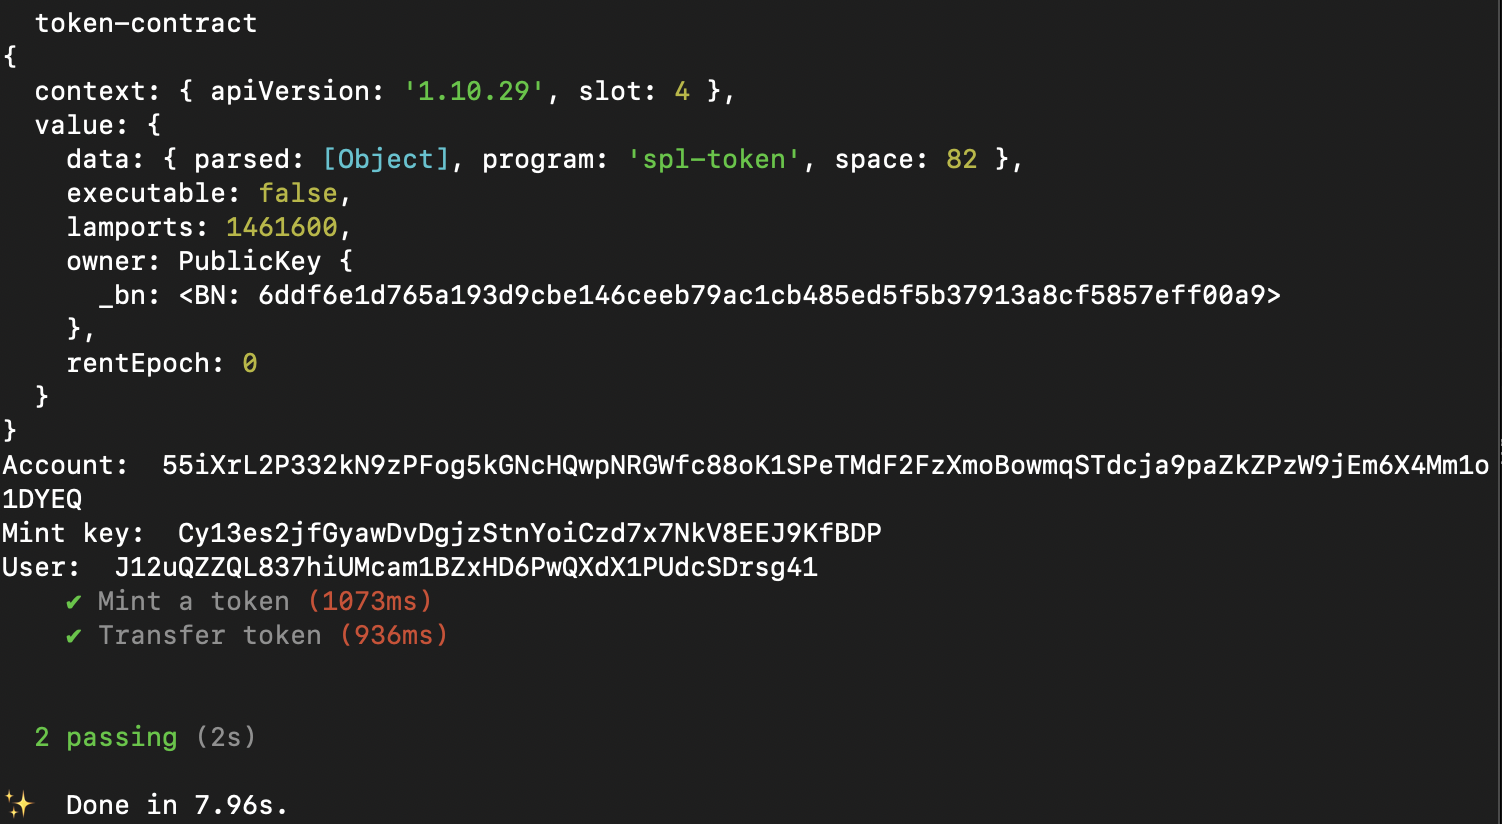 token-contract
{
context: { apiVersion: '1.10.29', slot: 4 },
value: {
data: { parsed: [Object], program: 'spl-token', space: 82 },
executable: false,
lamports: 1461600,
owner: PublicKey {
_bn: <BN: 6ddf6e1d765a193d9cbe146ceeb79ac1cb485ed5f5b37913a8cf5857eff00a9>
},
rentEpoch: 0
}
}
Account:  55iXrL2P332kN9zPFog5kGNcHQwpNRGWfc88oK1SPeTMdF2FzXmoBowmqSTdcja9paZkZPzW9jEm6X4Mm1o
1DYEQ
Mint key:  Cy13es2jfGyawDvDgjzStnYoiCzd7x7NkV8EEJ9KfBDP
User:  J12uQZZQL837hiUMcam1BZxHD6PwQXdX1PUdcSDrsg41
✔ Mint a token (1073ms)
✔ Transfer token (936ms)
2 passing (2s)
✨  Done in 7.96s.